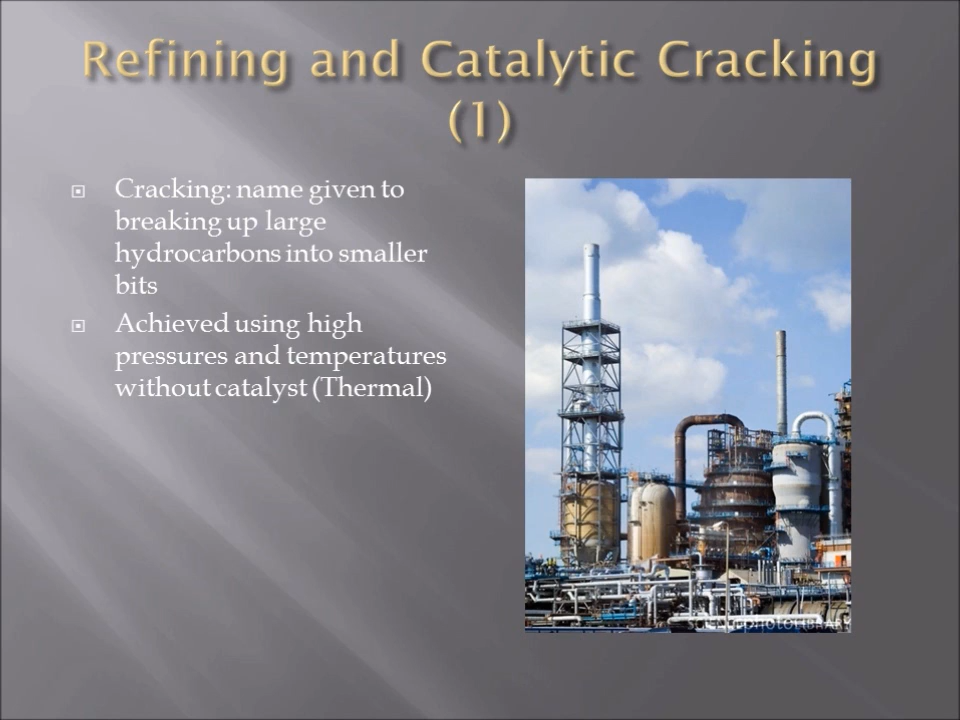 Refining and Catalytic Cracking
(1)
Cracking: name given to
breaking up large
hydrocarbons into smaller
bits
Achieved using high
pressures and temperatures
without catalyst (Thermal)
SCIENCEPHOTOLIBRARY